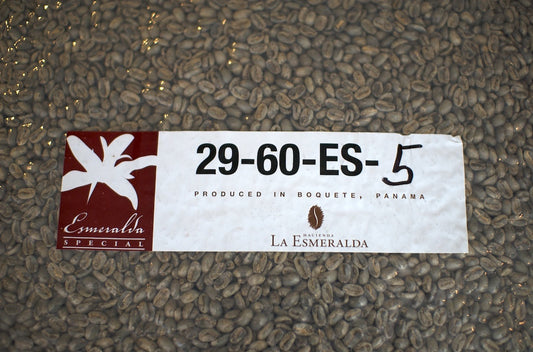 29-60-ES-5
PRODUCED IN BOQUETE, PANAMA
Esmeralda
SPECIAL
HACIENDA
LA ESMERALDA